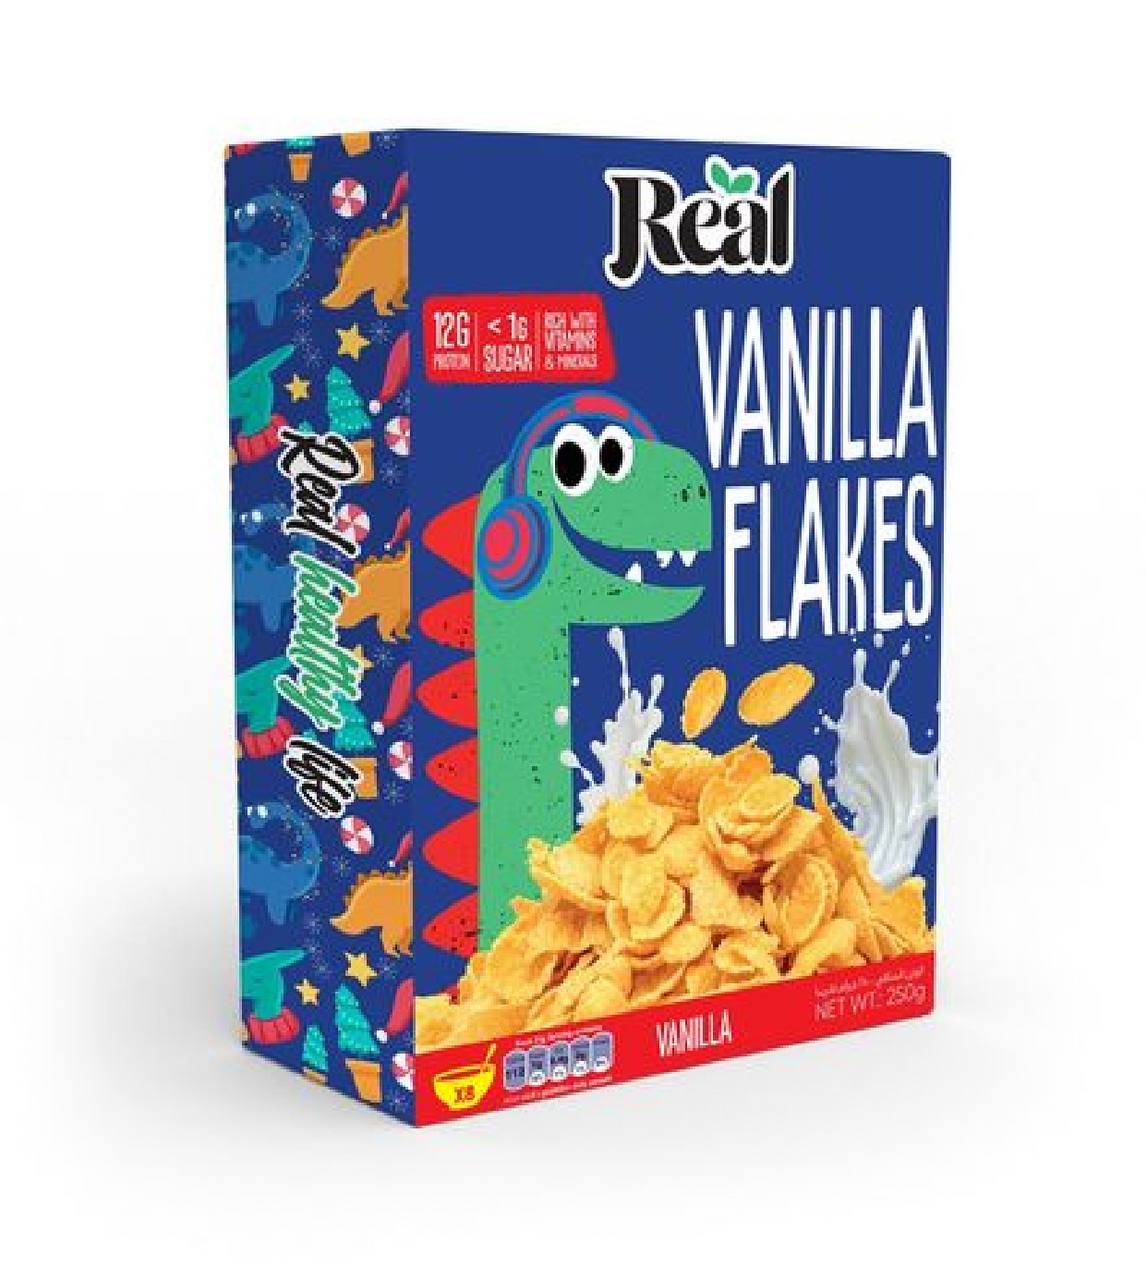 Real
12G
PROTEIN
< 1G
SUGAR
RICH WITH
VITAMINS
& MINERALS
VANILLA
FLAKES
Real healthy life
NET WT.: 250g
VANILLA
X8